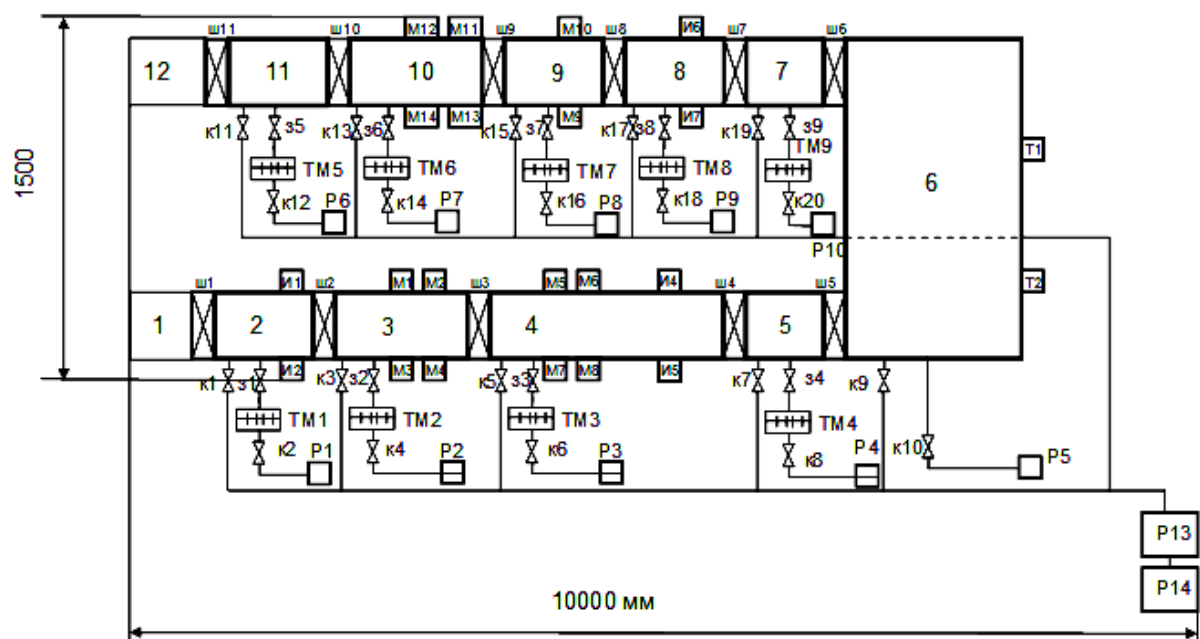 ш11 ш10 М12 М11 ш9 М10 ш8 И6 ш7 ш6
12 11 10 9 8 7
к11 з5 к13 з6 М14 М13 к15 з7 М9 к17 з8 И7 к19 з9
ТМ5 ТМ6 ТМ7 ТМ8 ТМ9
Т1
6
1500
к12 Р6 к14 Р7 к16 Р8 к18 Р9 к20
Р10
ш1 И1 ш2 М1 М2 ш3 М5 М6 И4 ш4 ш5 Т2
1 2 3 4 5
к1 з1 И2 к3 з2 М3 М4 к5 з3 М7 М8 И5 к7 з4 к9
ТМ1 ТМ2 ТМ3 ТМ4
к2 Р1 к4 Р2 к6 Р3 к8 Р4 к10 Р5
Р13
Р14
10000 мм